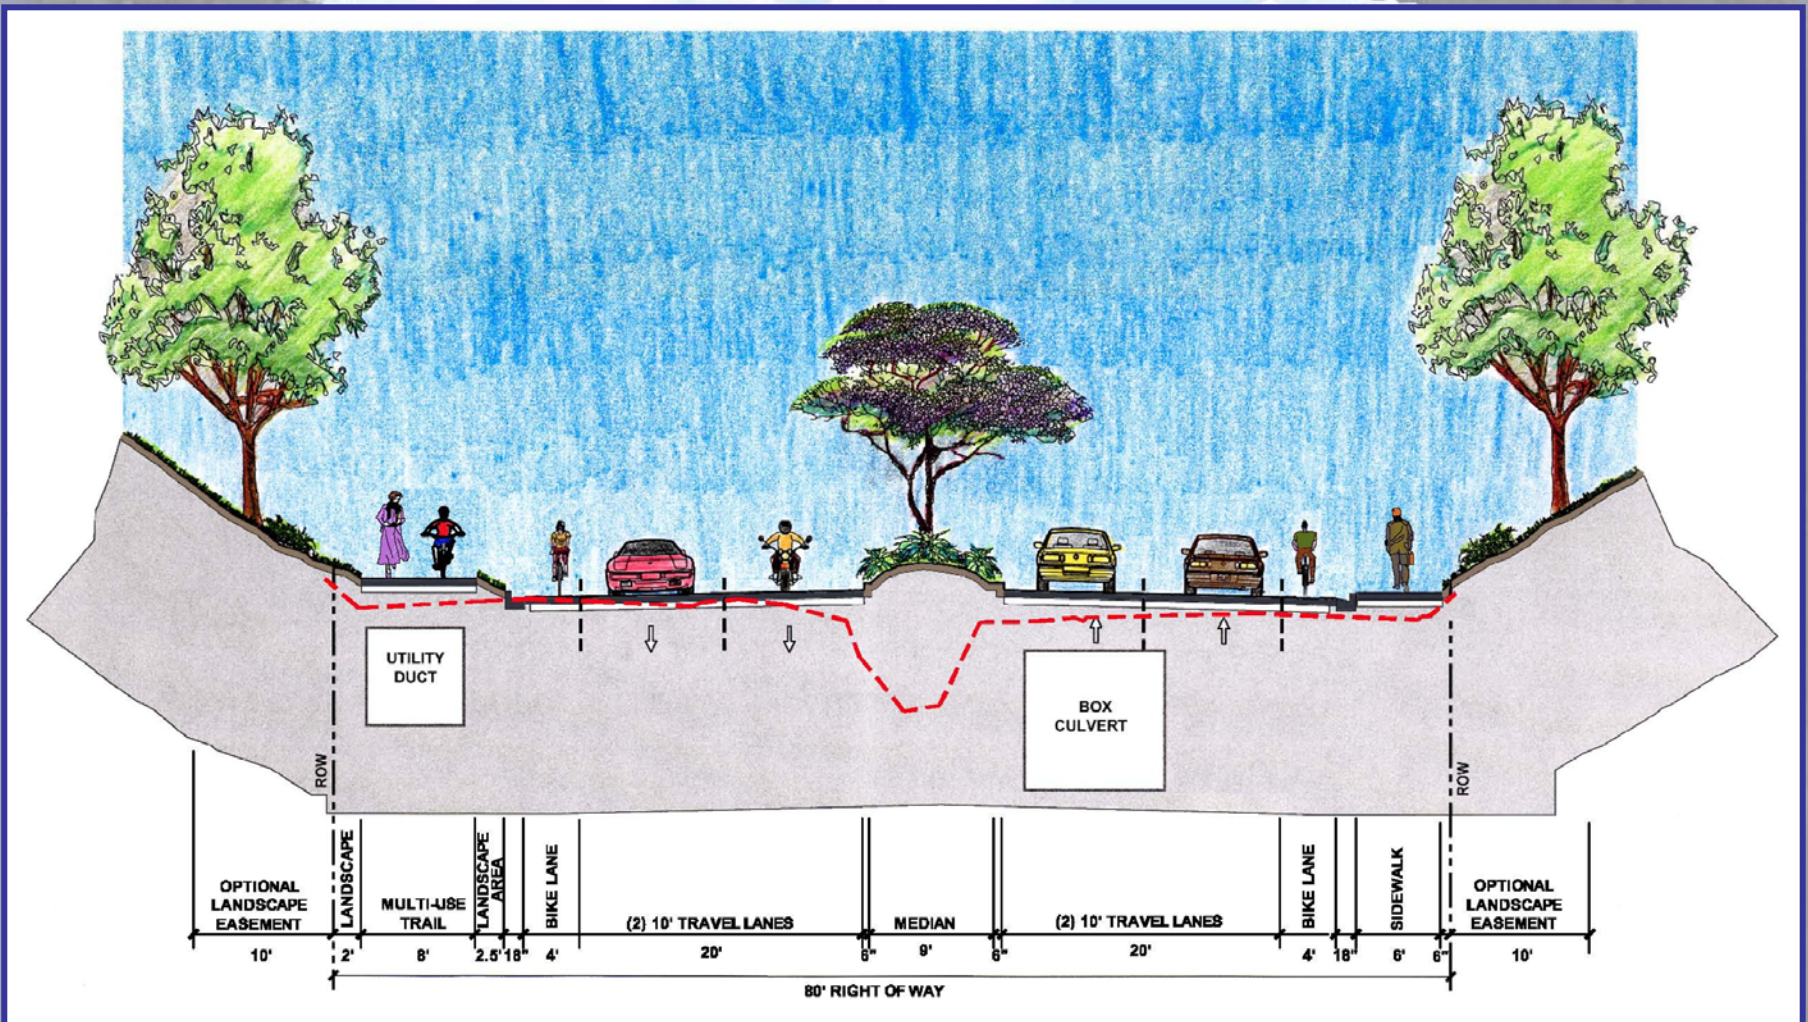 UTILITY
DUCT
BOX
CULVERT
ROW
ROW
OPTIONAL
LANDSCAPE
EASEMENT
LANDSCAPE
MULTI-USE
TRAIL
LANDSCAPE
AREA
BIKE LANE
(2) 10' TRAVEL LANES
MEDIAN
(2) 10' TRAVEL LANES
BIKE LANE
SIDEWALK
OPTIONAL
LANDSCAPE
EASEMENT
10' 2' 8' 2.5' 18" 4' 20' 6" 9' 6" 20' 4' 18" 6' 6" 10'
80' RIGHT OF WAY